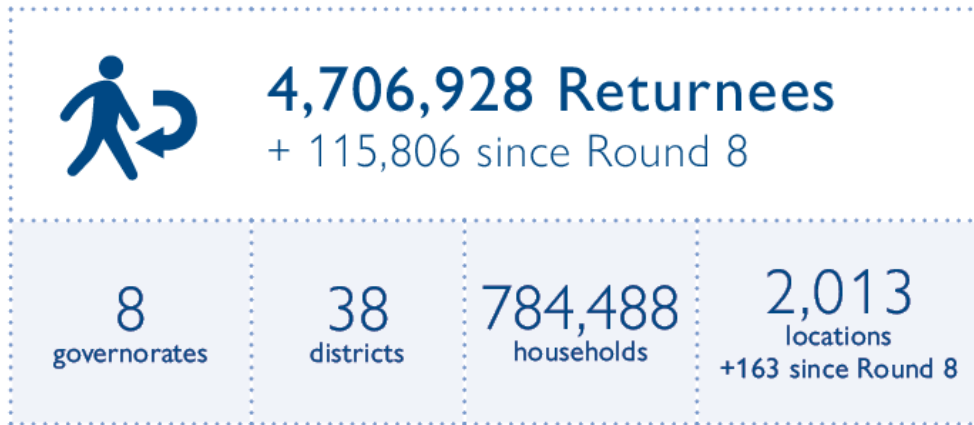 4,706,928 Returnees
+ 115,806 since Round 8
8
governorates
38
districts
784,488
households
2,013
locations
+163 since Round 8